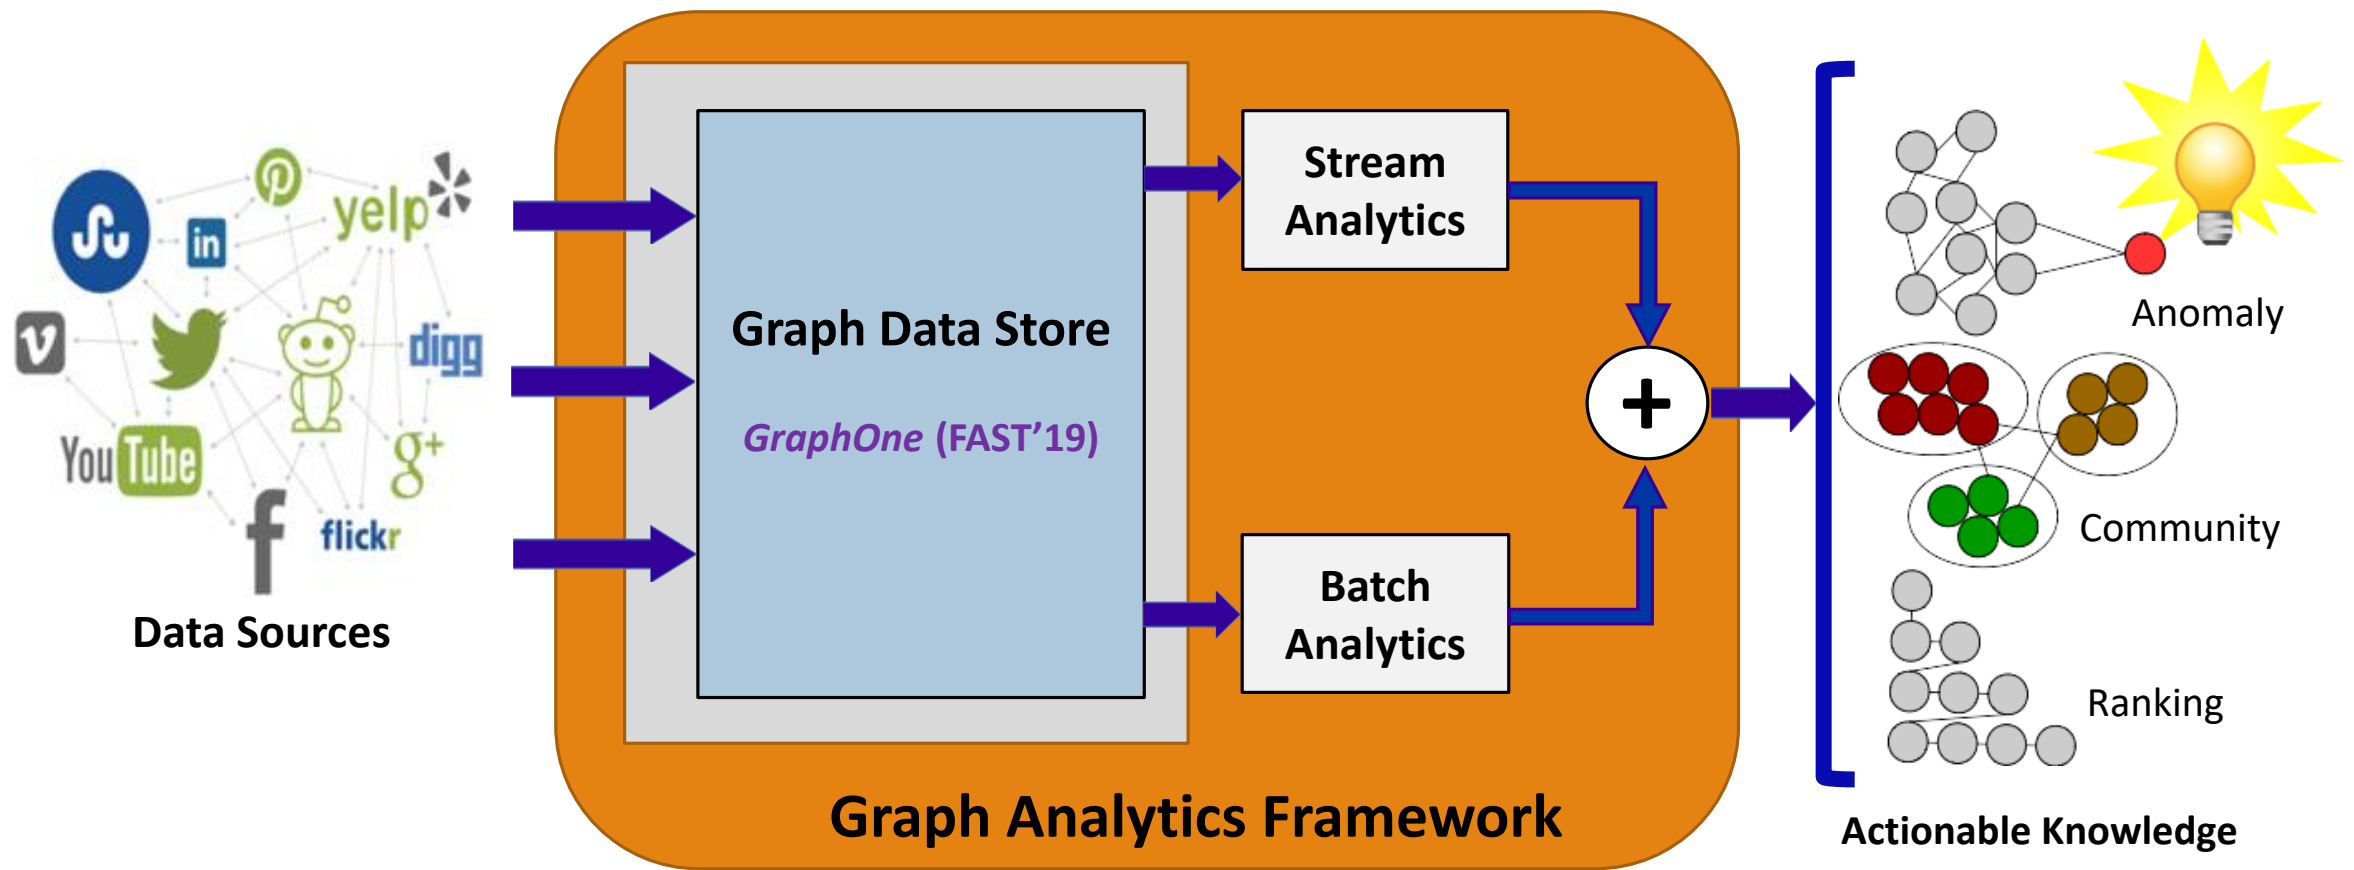 yelp
in
digg
You Tube
g+
f
flickr
Data Sources
Graph Data Store
GraphOne (FAST’19)
Stream
Analytics
Batch
Analytics
+
Graph Analytics Framework
Anomaly
Community
Ranking
Actionable Knowledge